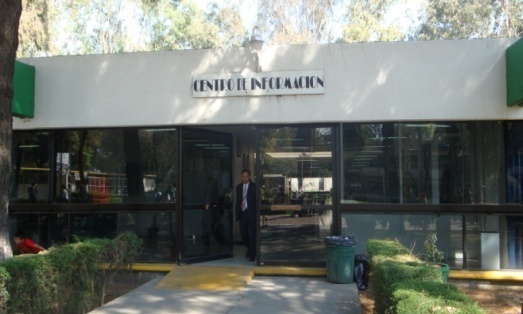 CENTRO DE INFORMACION